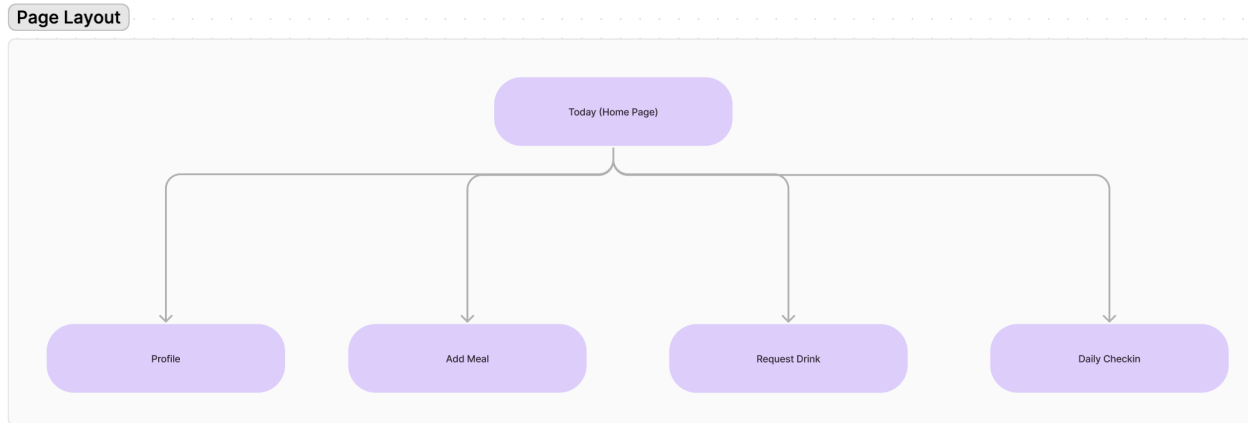 Page Layout
Today (Home Page)
Profile
Add Meal
Request Drink
Daily Checkin